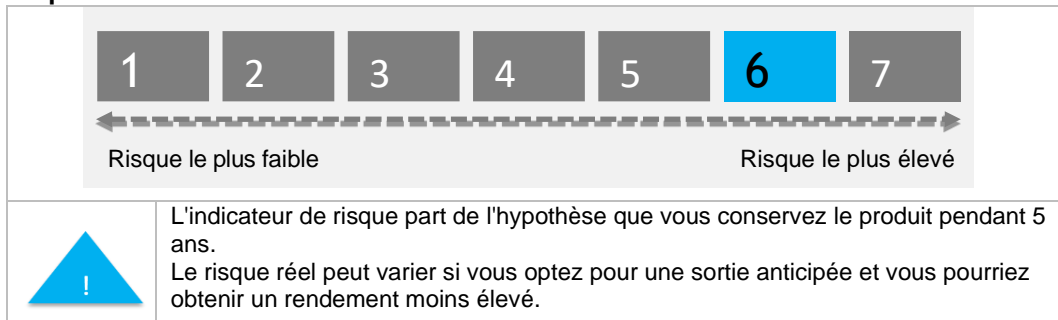 1 2 3 4 5 6 7
Risque le plus faible Risque le plus élevé
L'indicateur de risque part de l'hypothèse que vous conservez le produit pendant 5
ans.
Le risque réel peut varier si vous optez pour une sortie anticipée et vous pourriez
! obtenir un rendement moins élevé.